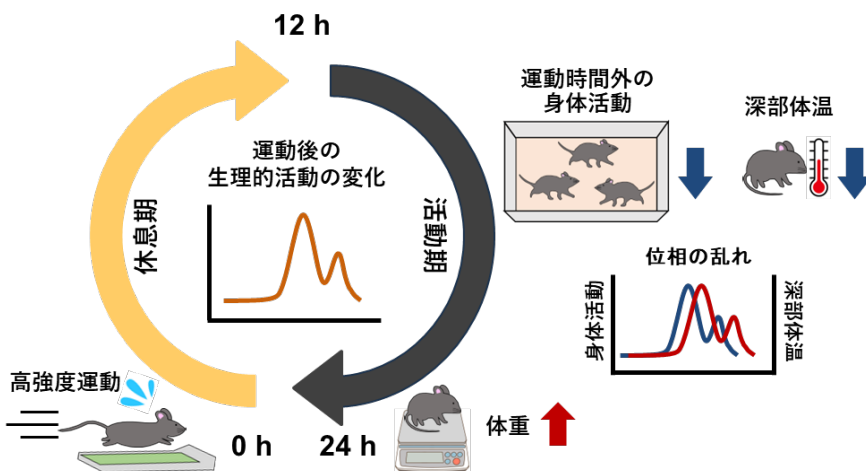 12 h
運動後の
生理的活動の変化
休息期
活動期
高強度運動
0 h
24 h
体重
運動時間外の
身体活動
深部体温
位相の乱れ
身体活動
深部体温